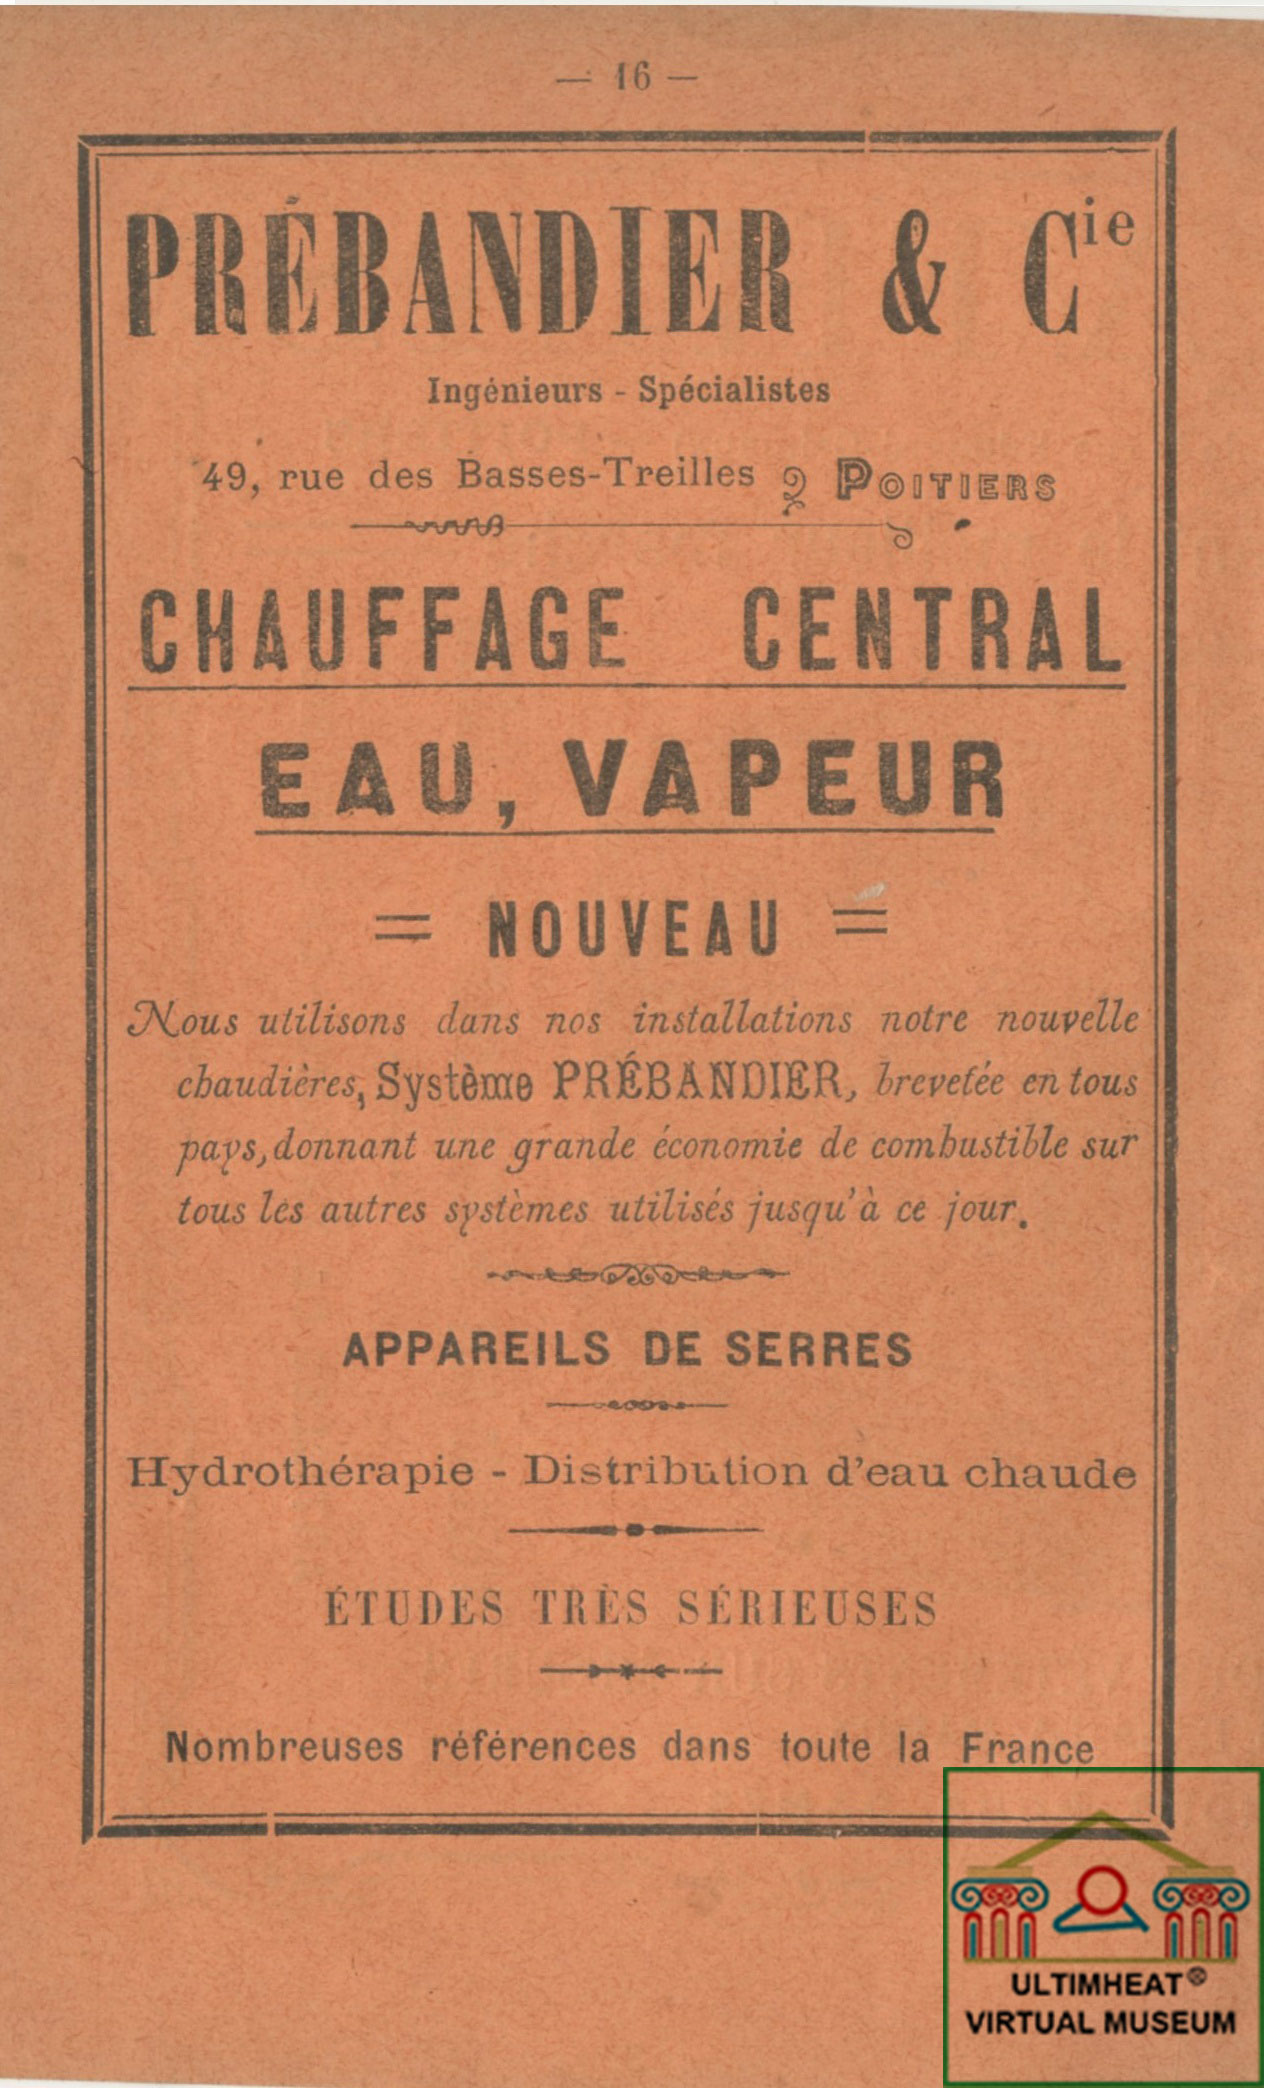 — 16 —
PRÉBANDIER & Cie
Ingénieurs - Spécialistes
49, rue des Basses-Treilles POITIERS
CHAUFFAGE CENTRAL
EAU, VAPEUR
= NOUVEAU =
Nous utilisons dans nos installations notre nouvelle
chaudières, Système PRÉBANDIER, brevetée en tous
pays, donnant une grande économie de combustible sur
tous les autres systèmes utilisés jusqu'à ce jour.
APPAREILS DE SERRES
Hydrothérapie - Distribution d'eau chaude
ÉTUDES TRÈS SÉRIEUSES
Nombreuses références dans toute la France
ULTIMHEAT®
VIRTUAL MUSEUM